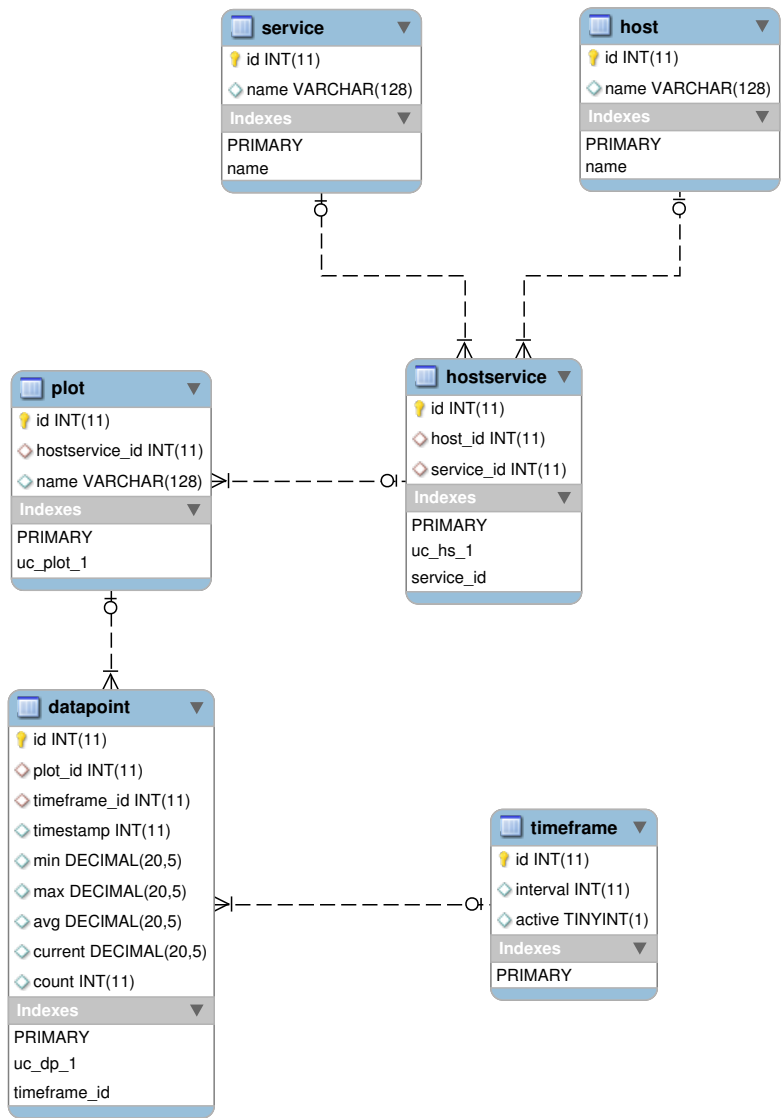 service
id INT(11)
name VARCHAR(128)
Indexes
PRIMARY
name
host
id INT(11)
name VARCHAR(128)
Indexes
PRIMARY
name
plot
id INT(11)
hostservice_id INT(11)
name VARCHAR(128)
Indexes
PRIMARY
uc_plot_1
hostservice
id INT(11)
host_id INT(11)
service_id INT(11)
Indexes
PRIMARY
uc_hs_1
service_id
datapoint
id INT(11)
plot_id INT(11)
timeframe_id INT(11)
timestamp INT(11)
min DECIMAL(20,5)
max DECIMAL(20,5)
avg DECIMAL(20,5)
current DECIMAL(20,5)
count INT(11)
Indexes
PRIMARY
uc_dp_1
timeframe_id
timeframe
id INT(11)
interval INT(11)
active TINYINT(1)
Indexes
PRIMARY